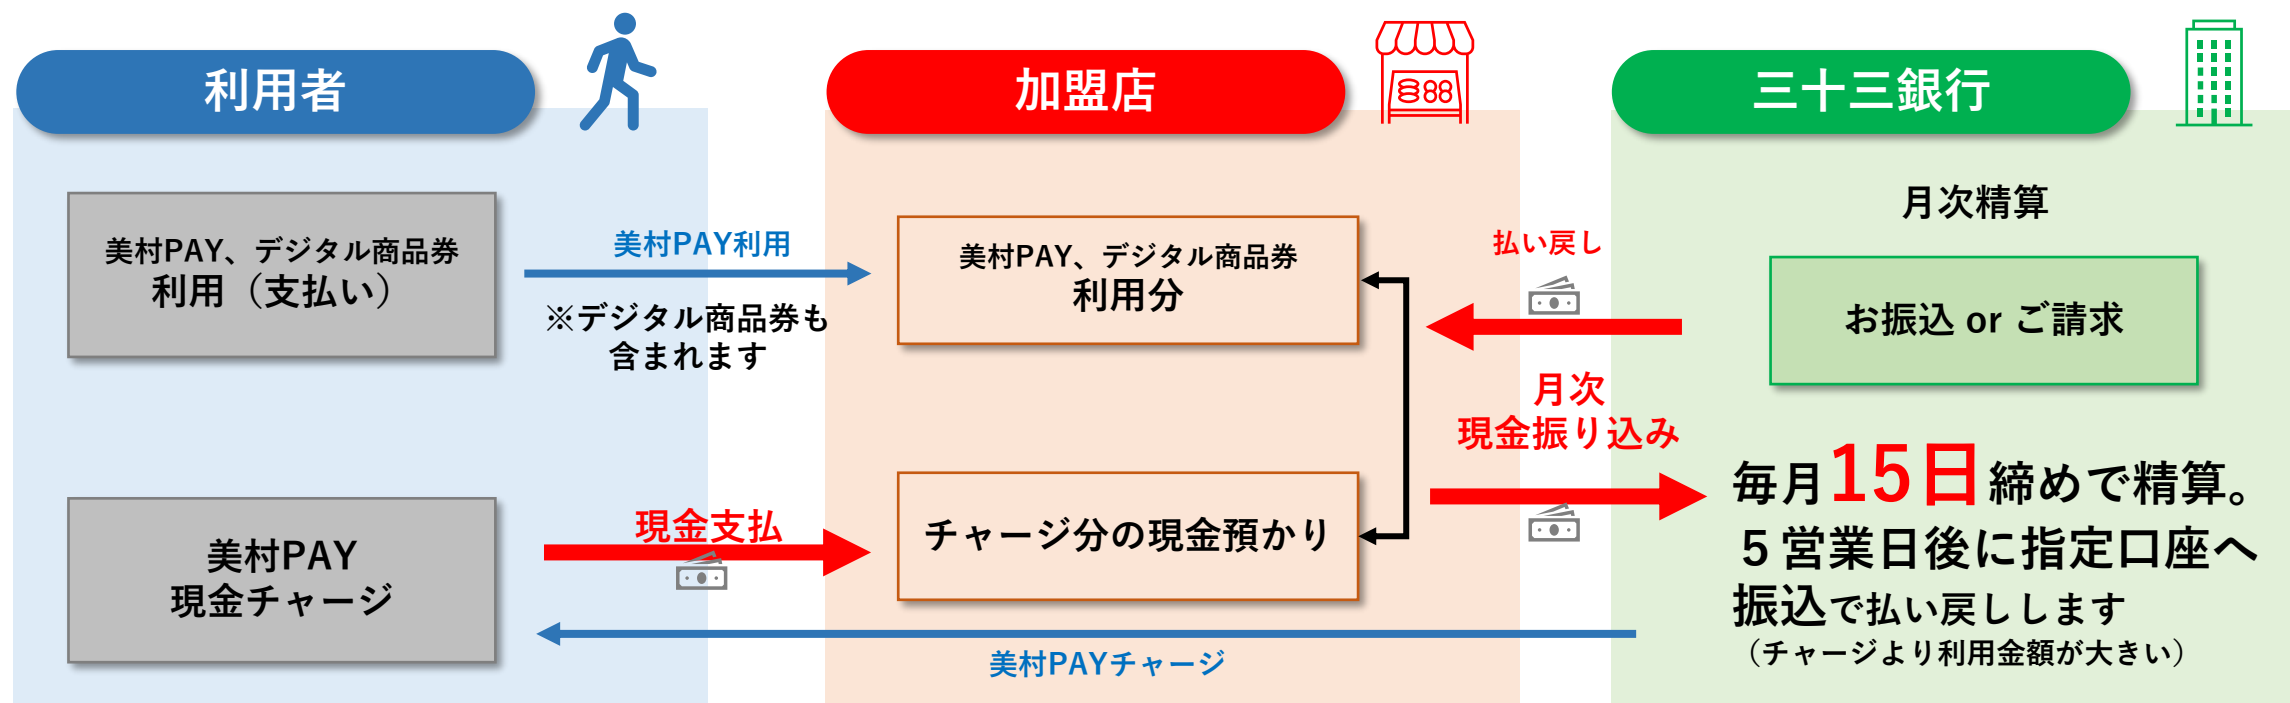 利用者
美村PAY、デジタル商品券
利用（支払い）
美村PAY
現金チャージ
美村PAY利用
※デジタル商品券も
含まれます
現金支払
加盟店
美村PAY、デジタル商品券
利用分
チャージ分の現金預かり
美村PAYチャージ
払い戻し
月次
現金振り込み
三十三銀行
月次精算
お振込 or ご請求
毎月15日締めで精算。
５営業日後に指定口座へ
振込で払い戻しします
（チャージより利用金額が大きい）